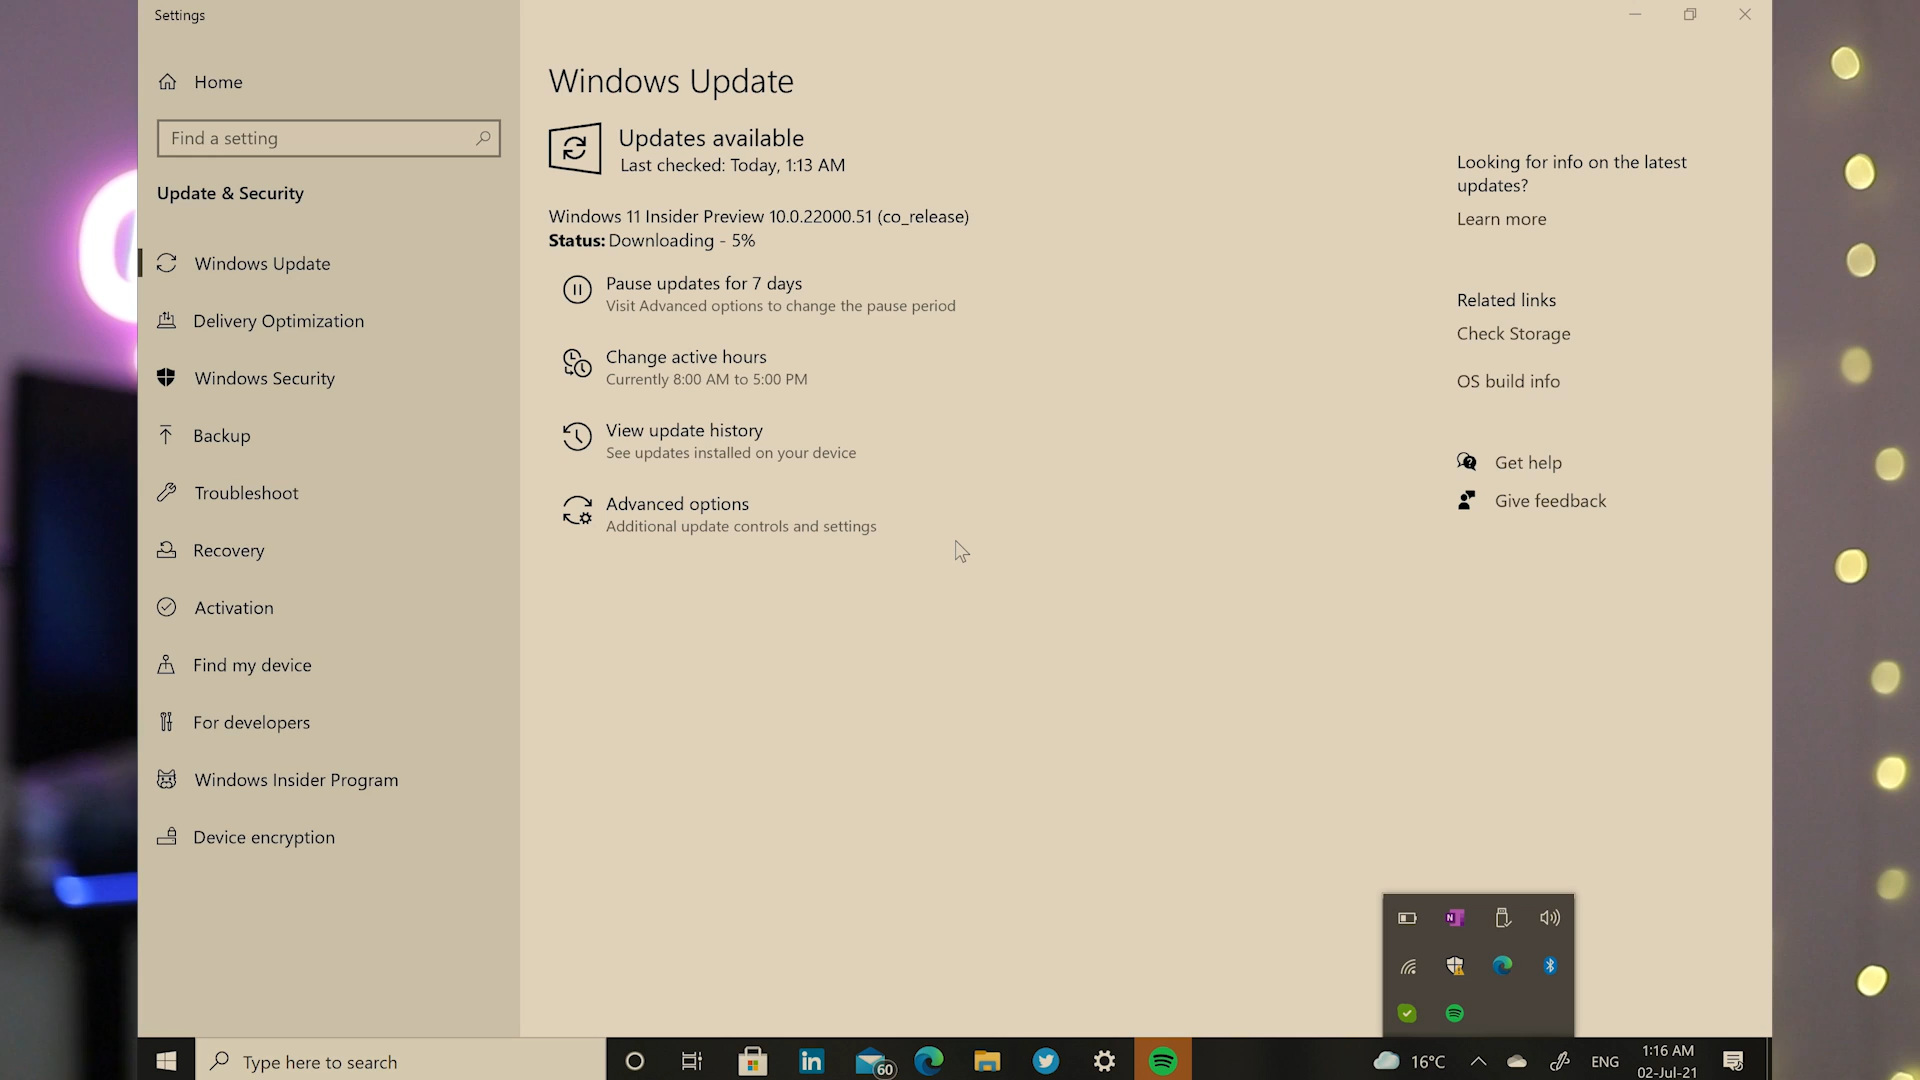 Settings
Home
Find a setting
Update & Security
Windows Update
Delivery Optimization
Windows Security
Backup
Troubleshoot
Recovery
Activation
Find my device
For developers
Windows Insider Program
Device encryption
Windows Update
Updates available
Last checked: Today, 1:13 AM
Windows 11 Insider Preview 10.0.22000.51 (co_release)
Status: Downloading - 5%
Pause updates for 7 days
Visit Advanced options to change the pause period
Change active hours
Currently 8:00 AM to 5:00 PM
View update history
See updates installed on your device
Advanced options
Additional update controls and settings
Looking for info on the latest
updates?
Learn more
Related links
Check Storage
OS build info
Get help
Give feedback
N
Type here to search
in
60
16°C
ENG
1:16 AM
02-Jul-21